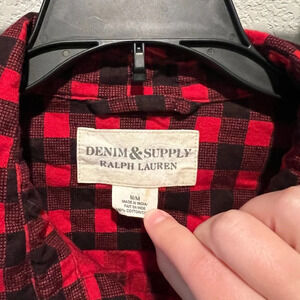 DENIM&SUPPLY
RALPH LAUREN
M/M
MADE IN INDIA
FAIT EN INDE
100% COTTON